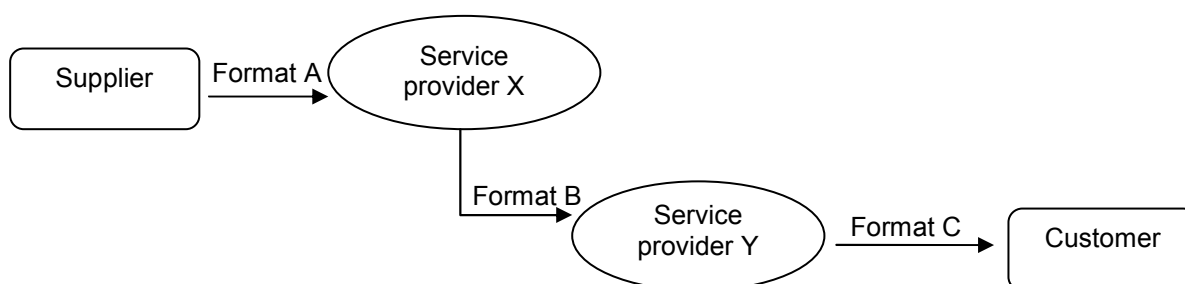 Supplier
Format A
Service
provider X
Format B
Service
provider Y
Format C
Customer